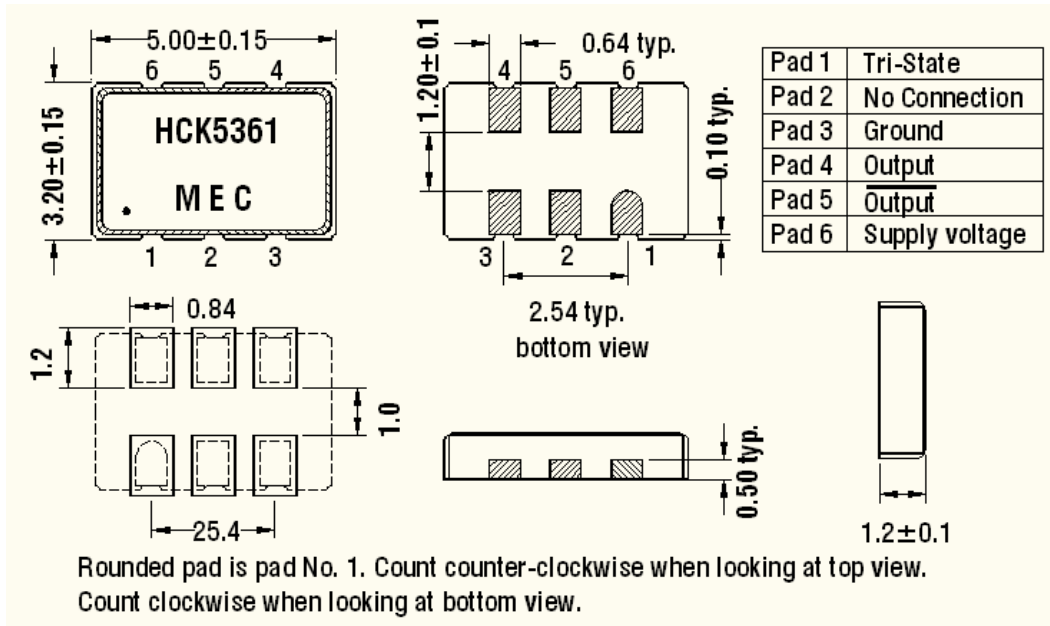 5.00±0.15
6 5 4
3.20±0.15
HCK5361
MEC
1 2 3
0.64 typ.
1.20±0.1
4 5 6
0.10 typ.
3 2 1
2.54 typ.
bottom view
Pad 1 Tri-State
Pad 2 No Connection
Pad 3 Ground
Pad 4 Output
Pad 5 Output
Pad 6 Supply voltage
0.84
1.2
1.0
25.4
0.50 typ.
1.2±0.1
Rounded pad is pad No. 1. Count counter-clockwise when looking at top view.
Count clockwise when looking at bottom view.